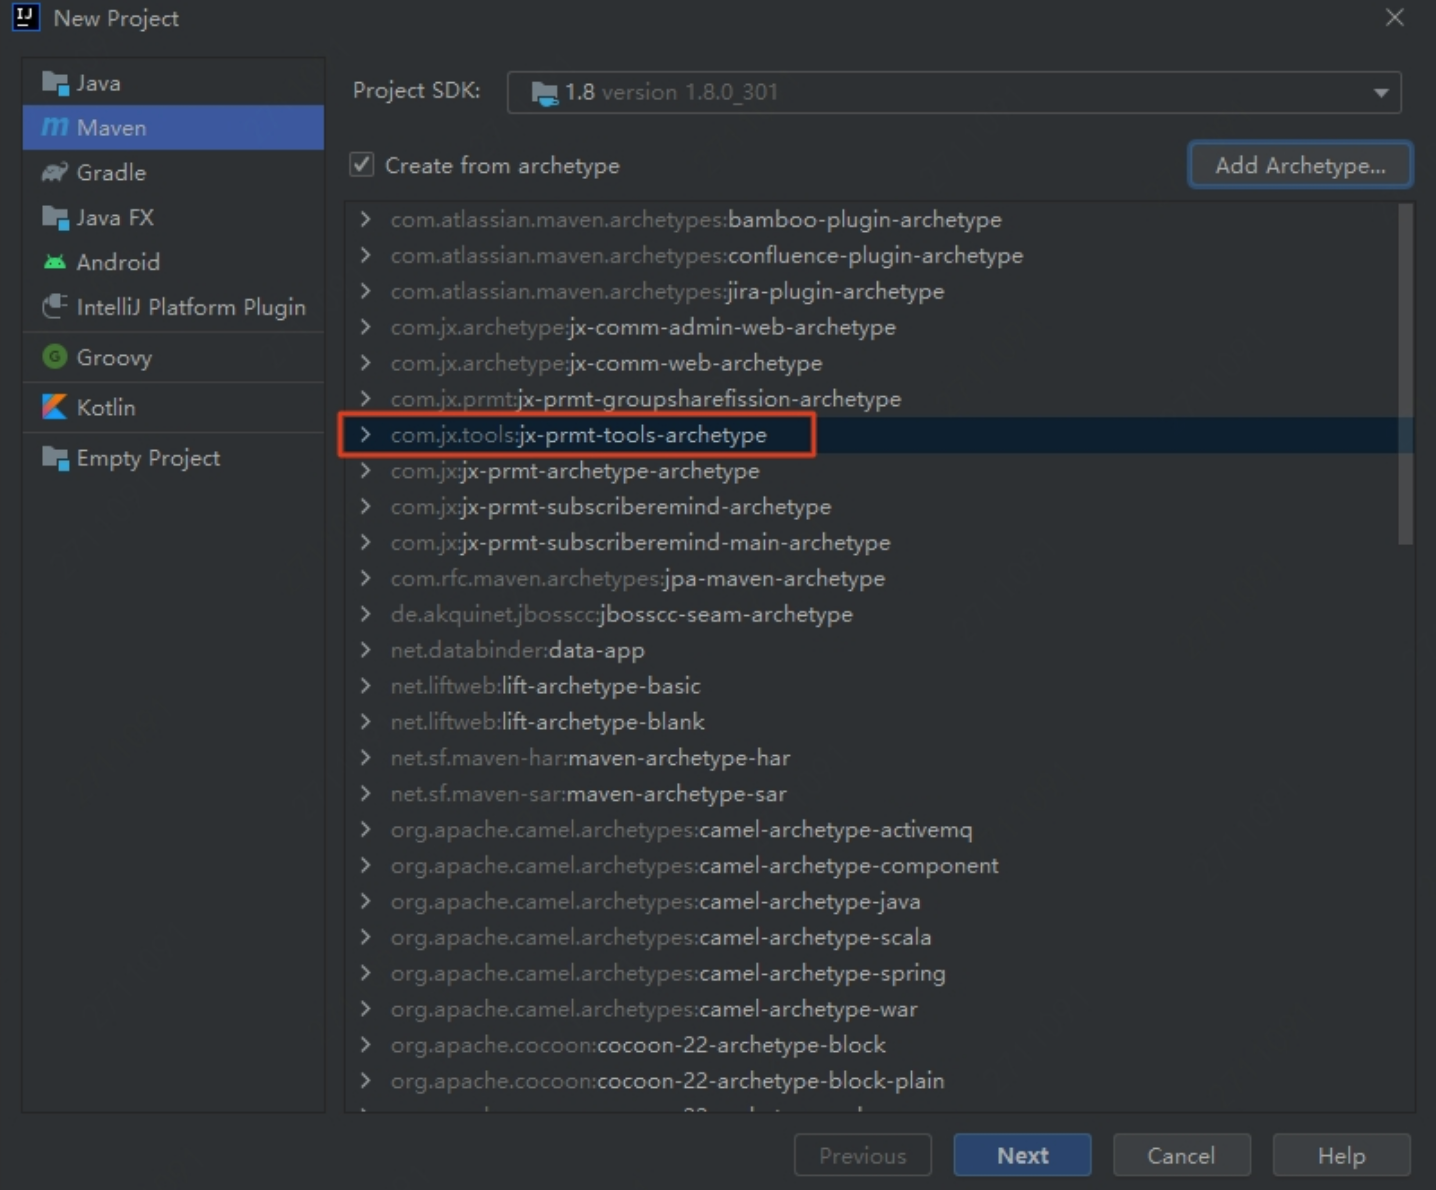 New Project
Java
Maven
Gradle
Java FX
Android
IntelliJ Platform Plugin
Groovy
Kotlin
Empty Project
Project SDK: 1.8 version 1.8.0_301
Create from archetype
Add Archetype...
com.atlassian.maven.archetypes:bamboo-plugin-archetype
com.atlassian.maven.archetypes:confluence-plugin-archetype
com.atlassian.maven.archetypes:jira-plugin-archetype
com.jx.archetype:jx-comm-admin-web-archetype
com.jx.archetype:jx-comm-web-archetype
com.jx.prmt:jx-prmt-groupsharefission-archetype
com.jx.tools:jx-prmt-tools-archetype
com.jx:jx-prmt-archetype-archetype
com.jx:jx-prmt-subscriberemind-archetype
com.jx:jx-prmt-subscriberemind-main-archetype
com.rfc.maven.archetypes:jpa-maven-archetype
de.akquinet.jbosscc:jbosscc-seam-archetype
net.databinder:data-app
net.liftweb:lift-archetype-basic
net.liftweb:lift-archetype-blank
net.sf.maven-har:maven-archetype-har
net.sf.maven-sar:maven-archetype-sar
org.apache.camel.archetypes:camel-archetype-activemq
org.apache.camel.archetypes:camel-archetype-component
org.apache.camel.archetypes:camel-archetype-java
org.apache.camel.archetypes:camel-archetype-scala
org.apache.camel.archetypes:camel-archetype-spring
org.apache.camel.archetypes:camel-archetype-war
org.apache.cocoon:cocoon-22-archetype-block
org.apache.cocoon:cocoon-22-archetype-block-plain
Previous
Next
Cancel
Help